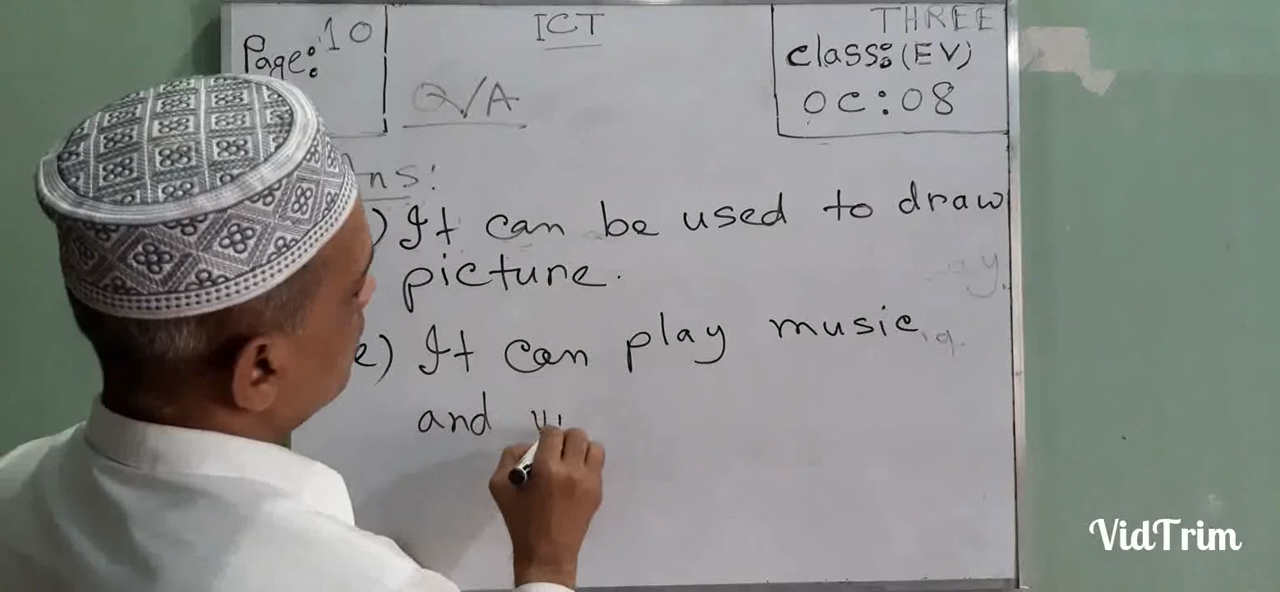 Page: 10
ICT
THREE
Class: (EV)
OC: 08
Q/A
ns:
) It can be used to draw
picture.
e) It can play music
and
VidTrim